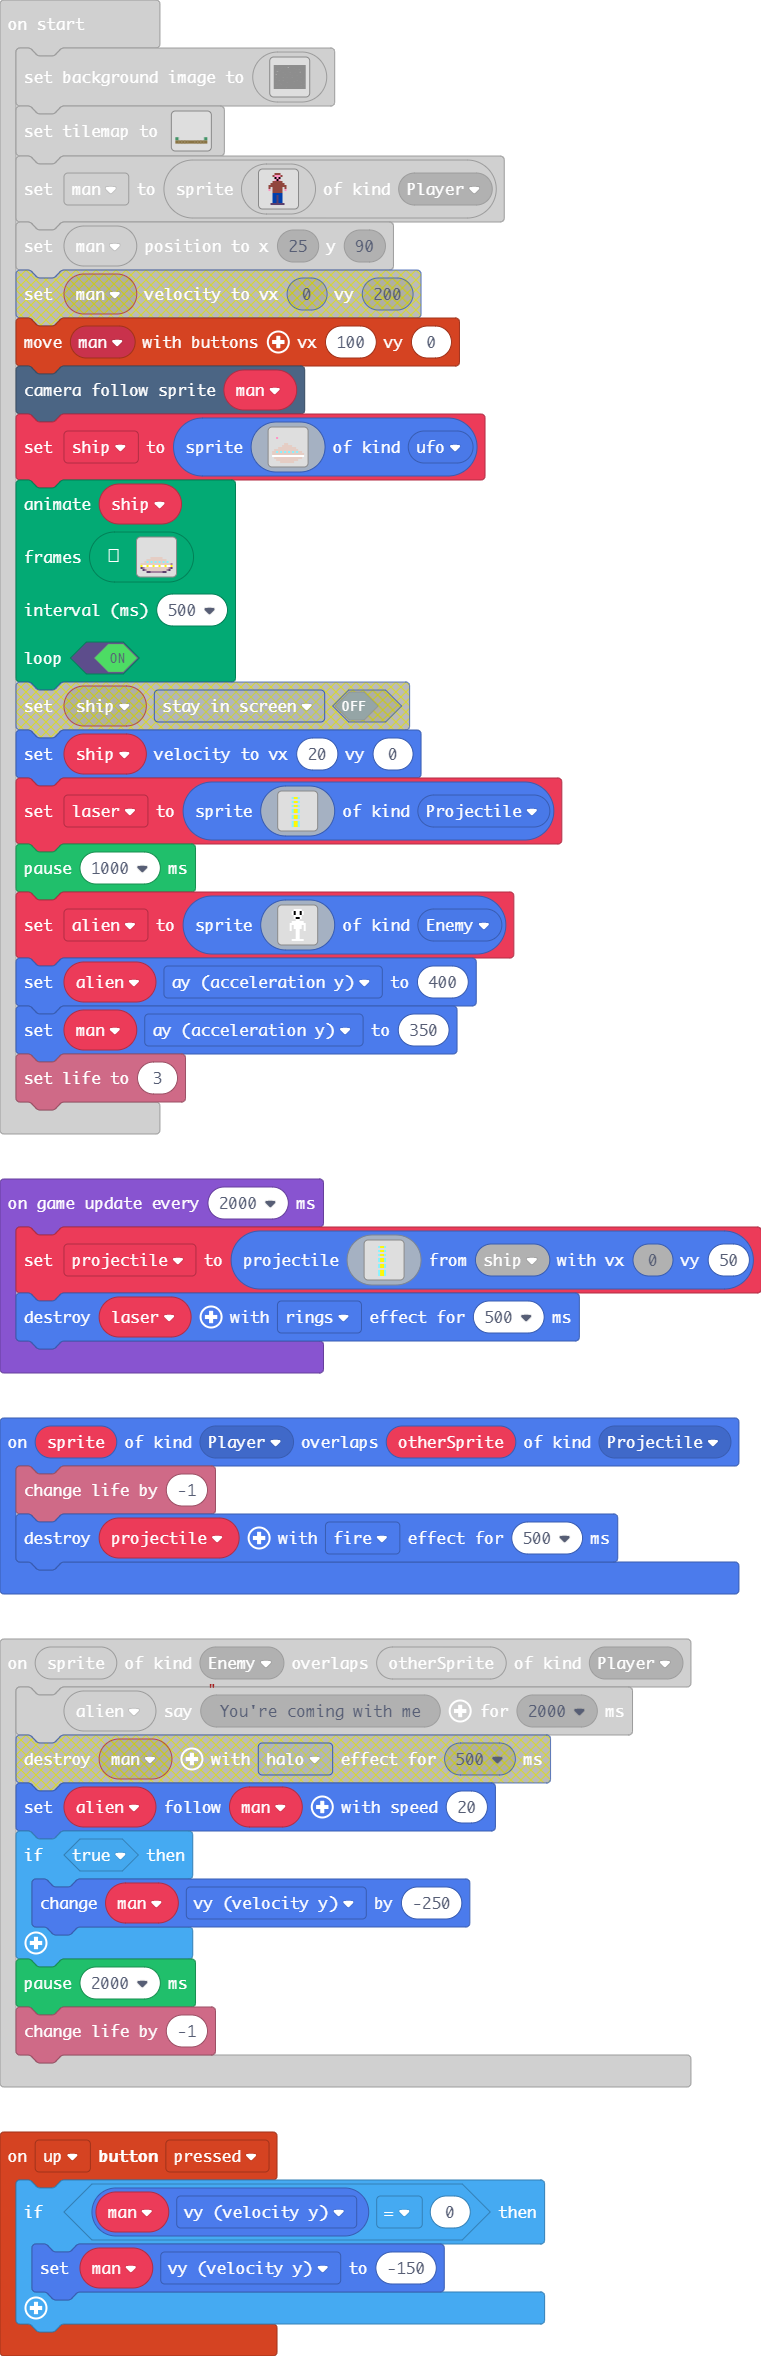 on start
set background image to
set tilemap to
set man to sprite of kind Player
set man position to x 25 y 90
set man velocity to vx 0 vy 200
move man with buttons vx 100 vy 0
camera follow sprite man
set ship to sprite of kind ufo
animate ship
frames
interval (ms) 500
loop ON
set ship stay in screen OFF
set ship velocity to vx 20 vy 0
set laser to sprite of kind Projectile
pause 1000 ms
set alien to sprite of kind Enemy
set alien ay (acceleration y) to 400
set man ay (acceleration y) to 350
set life to 3
on game update every 2000 ms
set projectile to projectile from ship with vx 0 vy 50
destroy laser with rings effect for 500 ms
on sprite of kind Player overlaps otherSprite of kind Projectile
change life by -1
destroy projectile with fire effect for 500 ms
on sprite of kind Enemy overlaps otherSprite of kind Player
alien say "You're coming with me for 2000 ms
destroy man with halo effect for 500 ms
set alien follow man with speed 20
if true then
change man vy (velocity y) by -250
pause 2000 ms
change life by -1
on up button pressed
if man vy (velocity y) = 0 then
set man vy (velocity y) to -150